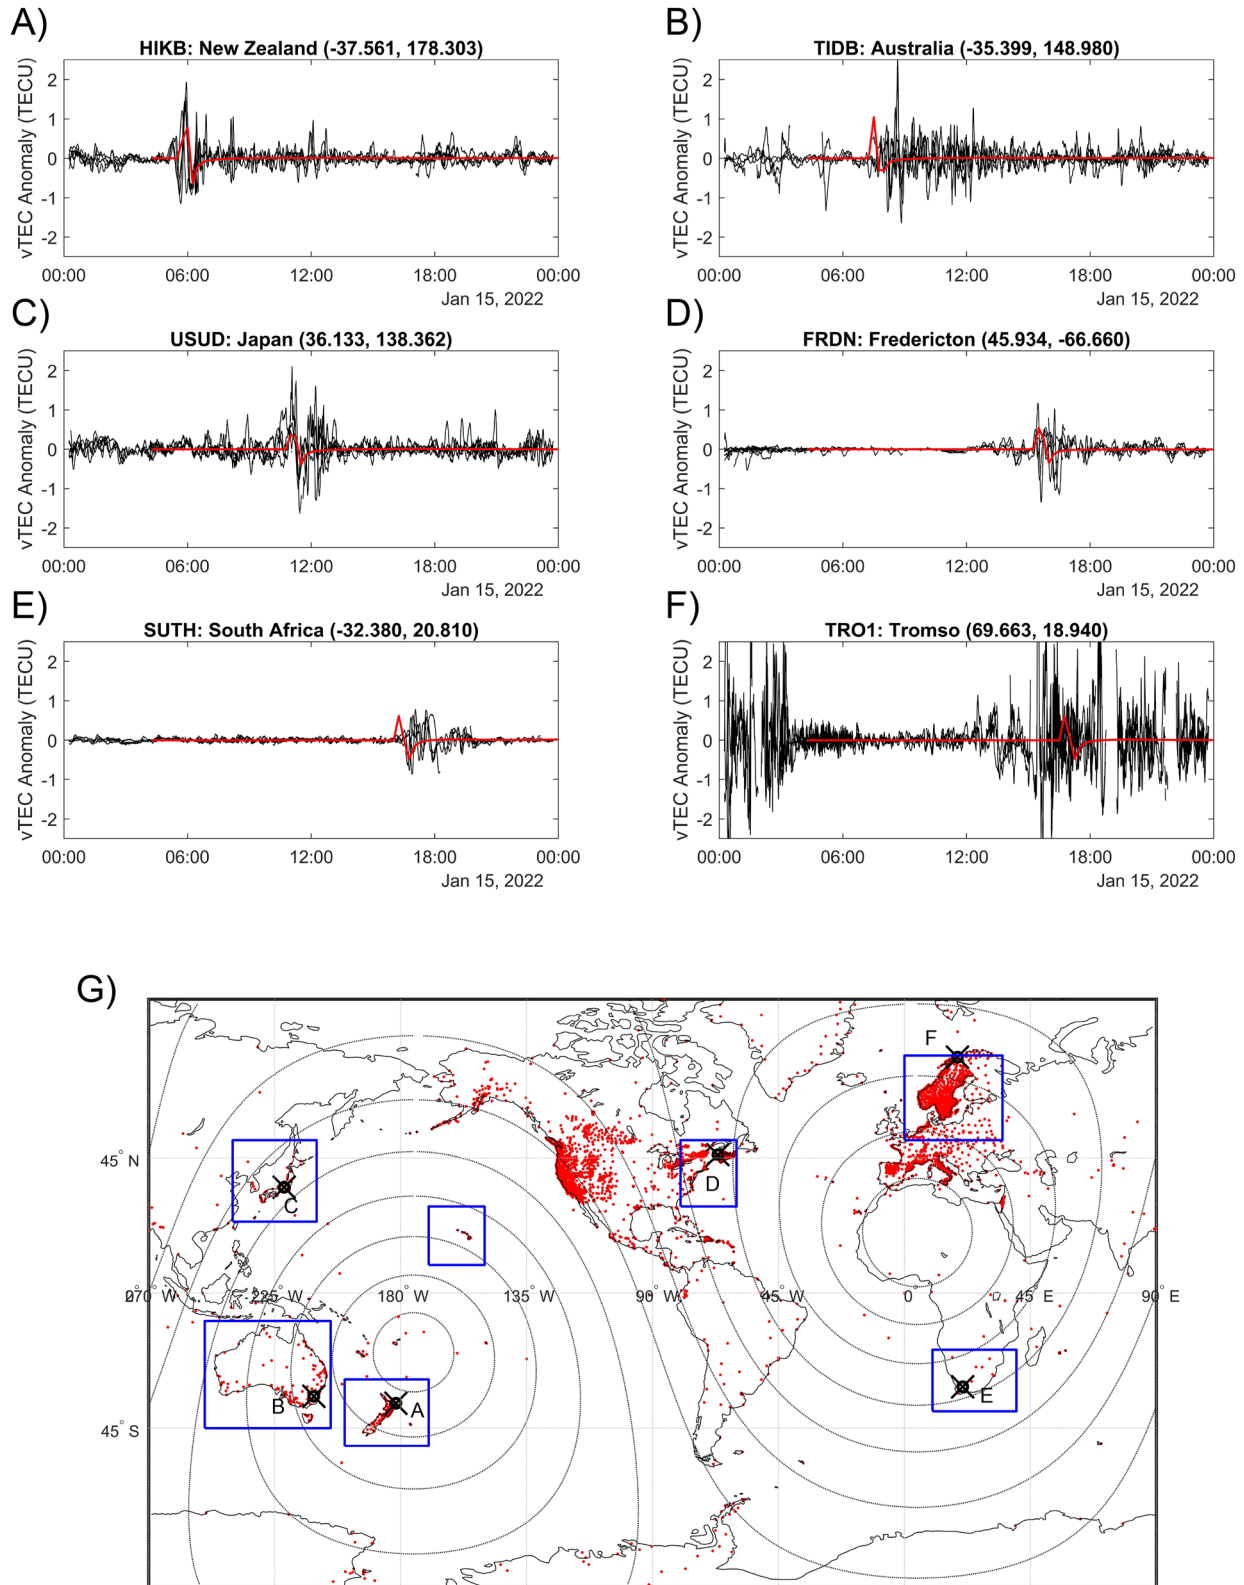 A)
HIKB: New Zealand (-37.561, 178.303)
vTEC Anomaly (TECU)
2
1
0
-1
-2
00:00 06:00 12:00 18:00 00:00
Jan 15, 2022
B)
TIDB: Australia (-35.399, 148.980)
vTEC Anomaly (TECU)
2
1
0
-1
-2
00:00 06:00 12:00 18:00 00:00
Jan 15, 2022
C)
USUD: Japan (36.133, 138.362)
vTEC Anomaly (TECU)
2
1
0
-1
-2
00:00 06:00 12:00 18:00 00:00
Jan 15, 2022
D)
FRDN: Fredericton (45.934, -66.660)
vTEC Anomaly (TECU)
2
1
0
-1
-2
00:00 06:00 12:00 18:00 00:00
Jan 15, 2022
E)
SUTH: South Africa (-32.380, 20.810)
vTEC Anomaly (TECU)
2
1
0
-1
-2
00:00 06:00 12:00 18:00 00:00
Jan 15, 2022
F)
TRO1: Tromso (69.663, 18.940)
vTEC Anomaly (TECU)
2
1
0
-1
-2
00:00 06:00 12:00 18:00 00:00
Jan 15, 2022
G)
F
45° N
D
C
270° W 225° W 180° W 135° W 90° W 45° W 0° 45° E 90° E
B A E
45° S